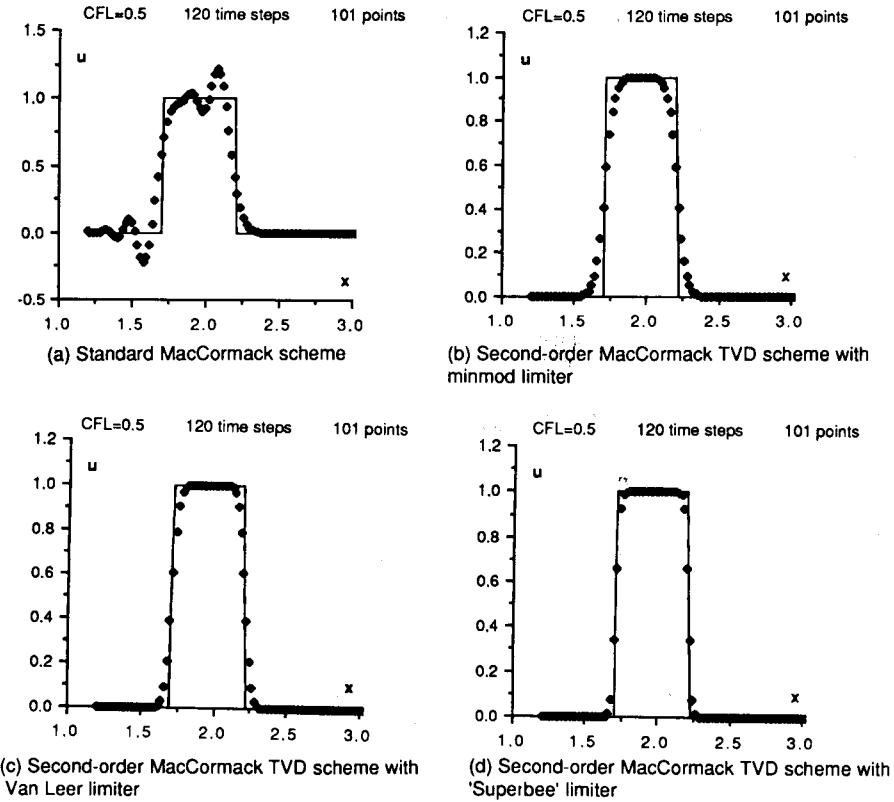 CFL=0.5 120 time steps 101 points
1.5
u
1.0
0.5
0.0
x
-0.5
1.0 1.5 2.0 2.5 3.0
(a) Standard MacCormack scheme
CFL=0.5 120 time steps 101 points
1.2
u
1.0
0.8
0.6
0.4
0.2
x
0.0
1.0 1.5 2.0 2.5 3.0
(b) Second-order MacCormack TVD scheme with
minmod limiter
CFL=0.5 120 time steps 101 points
1.2
u
1.0
0.8
0.6
0.4
0.2
x
0.0
1.0 1.5 2.0 2.5 3.0
(c) Second-order MacCormack TVD scheme with
Van Leer limiter
CFL=0.5 120 time steps 101 points
1.2
u
1.0
0.8
0.6
0.4
0.2
x
0.0
1.0 1.5 2.0 2.5 3.0
(d) Second-order MacCormack TVD scheme with
'Superbee' limiter